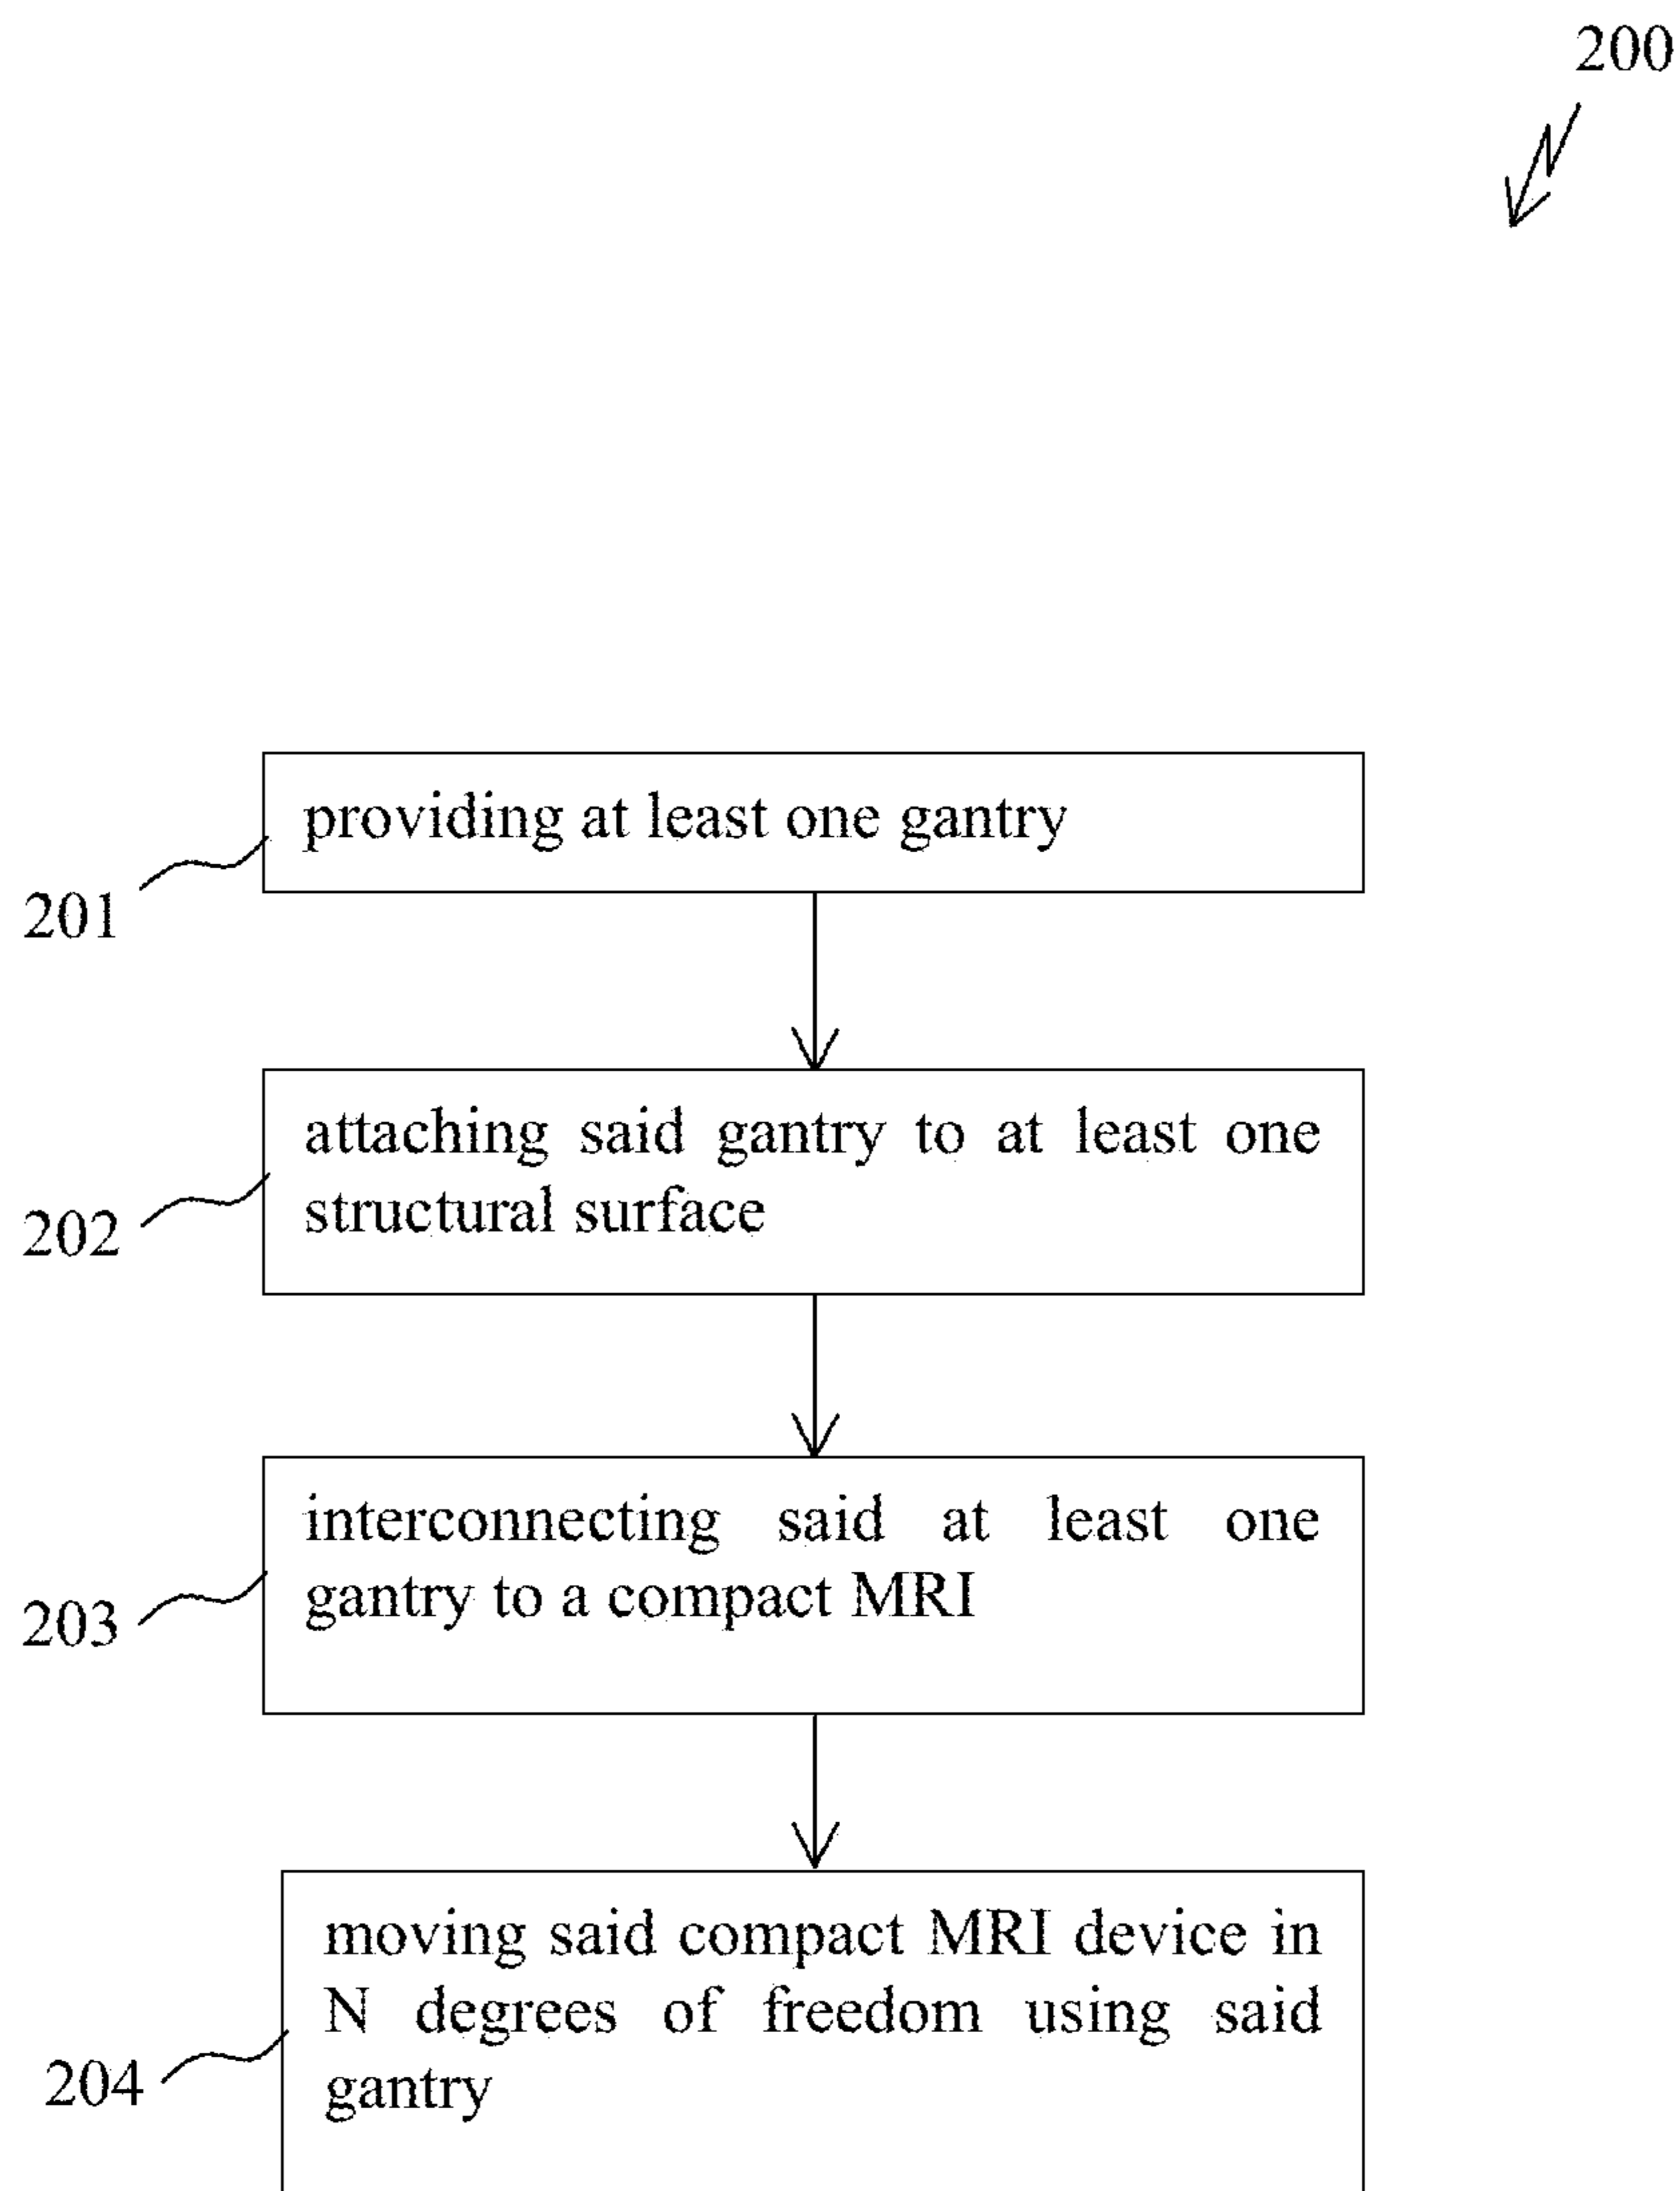 200
providing at least one gantry
201
attaching said gantry to at least one
structural surface
202
interconnecting said at least one
gantry to a compact MRI
203
moving said compact MRI device in
N degrees of freedom using said
gantry
204